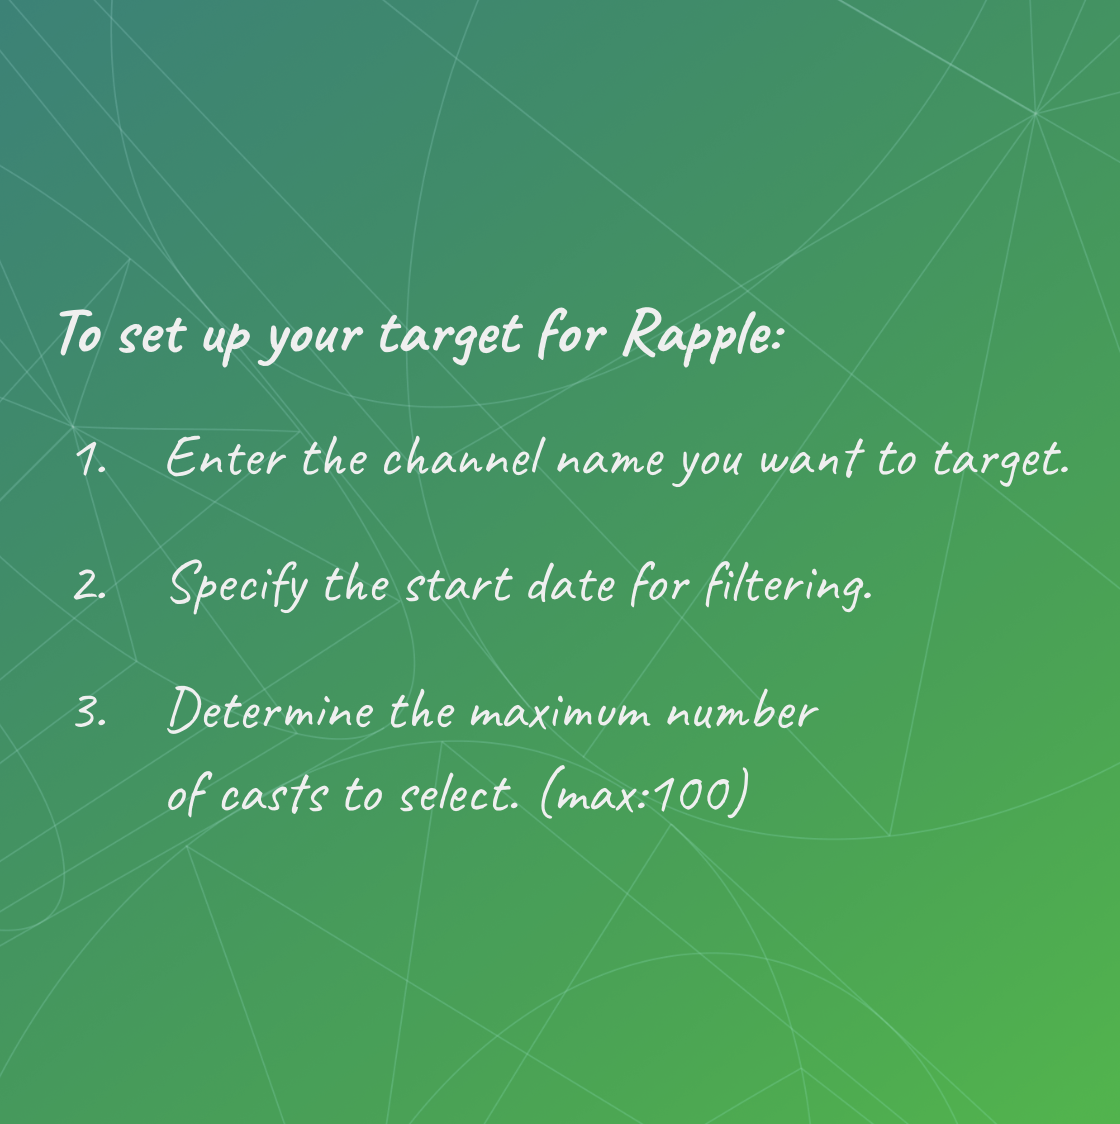 To set up your target for Rapple:
1. Enter the channel name you want to target.
2. Specify the start date for filtering.
3. Determine the maximum number
of casts to select. (max:100)